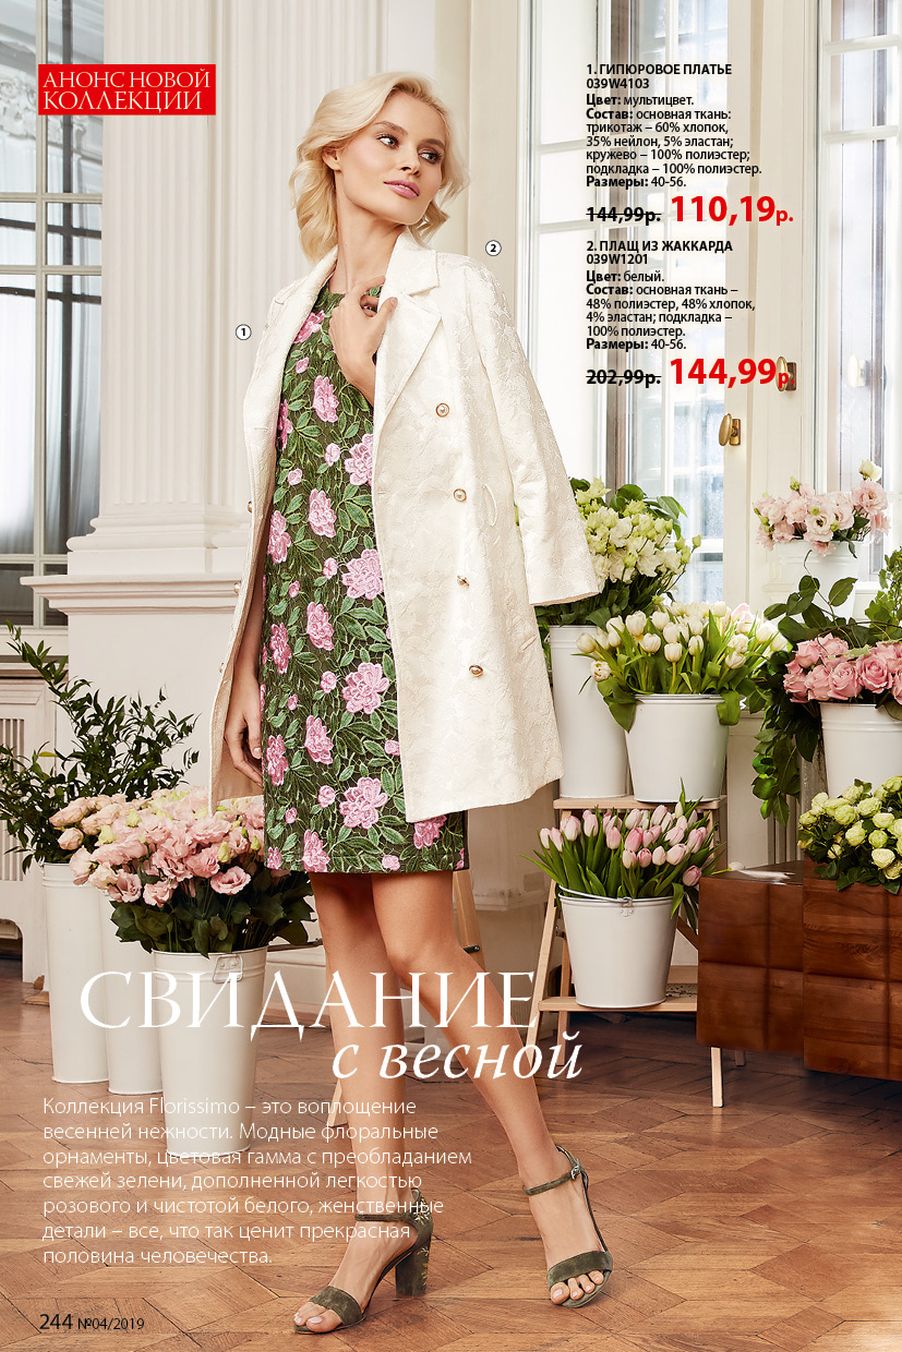 АНОНС НОВОЙ
КОЛЛЕКЦИИ
1. ГИПЮРОВОЕ ПЛАТЬЕ
039W4103
Цвет: мультицвет.
Состав: основная ткань:
трикотаж – 60% хлопок,
35% нейлон, 5% эластан;
кружево – 100% полиэстер;
подкладка – 100% полиэстер.
Размеры: 40-56.
144,99р. 110,19р.
2. ПЛАЩ ИЗ ЖАККАРДА
039W1201
Цвет: белый.
Состав: основная ткань –
48% полиэстер, 48% хлопок,
4% эластан; подкладка –
100% полиэстер.
Размеры: 40-56.
202,99р. 144,99р.
2
1
СВИДАНИЕ
с весной
Коллекция Florissimo – это воплощение
весенней нежности. Модные флоральные
орнаменты, цветовая гамма с преобладанием
свежей зелени, дополненной легкостью
розового и чистотой белого, женственные
детали – все, что так ценит прекрасная
половина человечества.
244 №04/2019